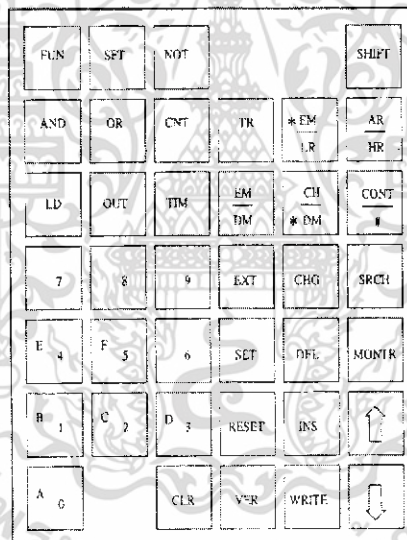 FUN SFT NOT SHIFT
AND OR CNT TR *EM LR AR HR
LD OUT TIM EM DM CH *DM CONT #
7 8 9 EXT CHG SRCH
E 4 F 5 6 SET DEL MONTR
B 1 C 2 D 3 RESET INS
A 0 CLR VER WRITE